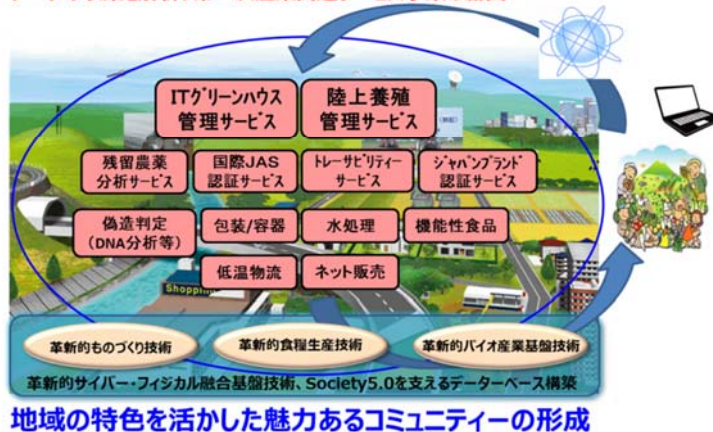 ITグリーンハウス
管理サービス
陸上養殖
管理サービス
残留農薬
分析サービス
国際JAS
認証サービス
トレーサビリティー
サービス
ジャパンブランド
認証サービス
偽造判定
(DNA分析等)
包装/容器
水処理
機能性食品
低温物流
ネット販売
Shopping
革新的ものづくり技術
革新的食糧生産技術
革新的バイオ産業基盤技術
革新的サイバー・フィジカル融合基盤技術、Society5.0を支えるデーターベース構築
地域の特色を活かした魅力あるコミュニティーの形成